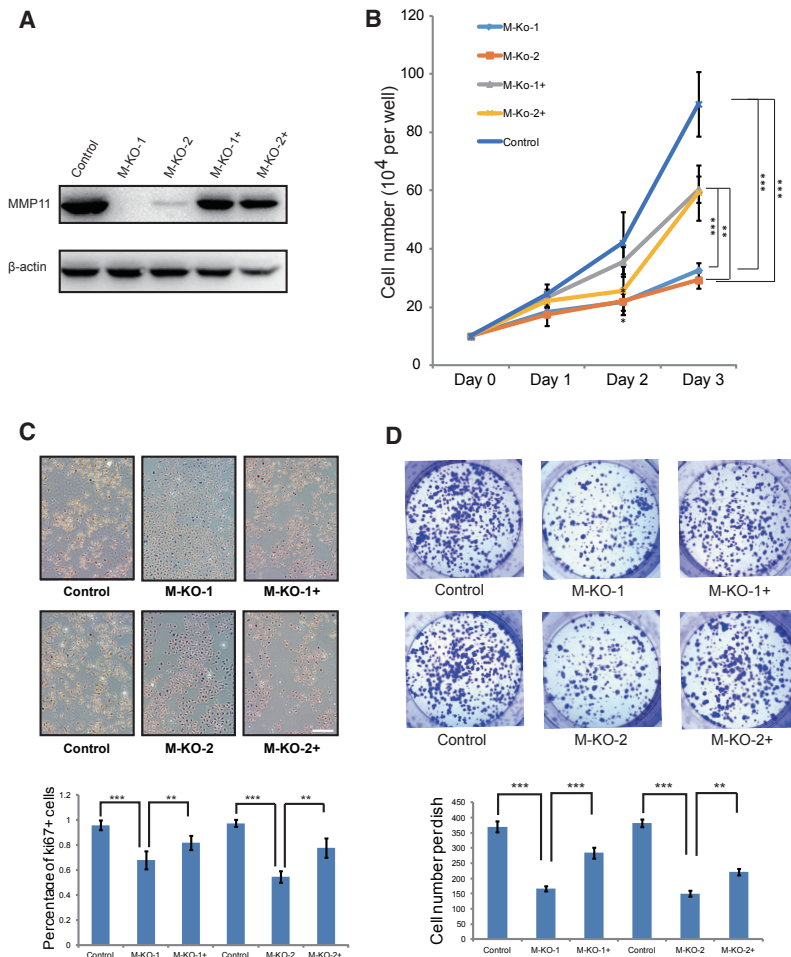 A
Control
M-KO-1
M-KO-2
M-KO-1+
M-KO-2+
MMP11
β-actin
B
M-Ko-1
M-Ko-2
M-Ko-1+
M-Ko-2+
Control
Cell number (10⁴ per well)
120
100
80
60
40
20
0
Day 0
Day 1
Day 2
Day 3
*
*
***
**
***
***
C
Control
M-KO-1
M-KO-1+
Control
M-KO-2
M-KO-2+
Percentage of ki67+ cells
1.2
1
0.8
0.6
0.4
0.2
0
***
**
***
**
Control
M-KO-1
M-KO-1+
Control
M-KO-2
M-KO-2+
D
Control
M-KO-1
M-KO-1+
Control
M-KO-2
M-KO-2+
Cell number per dish
450
400
350
300
250
200
150
100
50
0
***
***
***
**
Control
M-KO-1
M-KO-1+
Control
M-KO-2
M-KO-2+